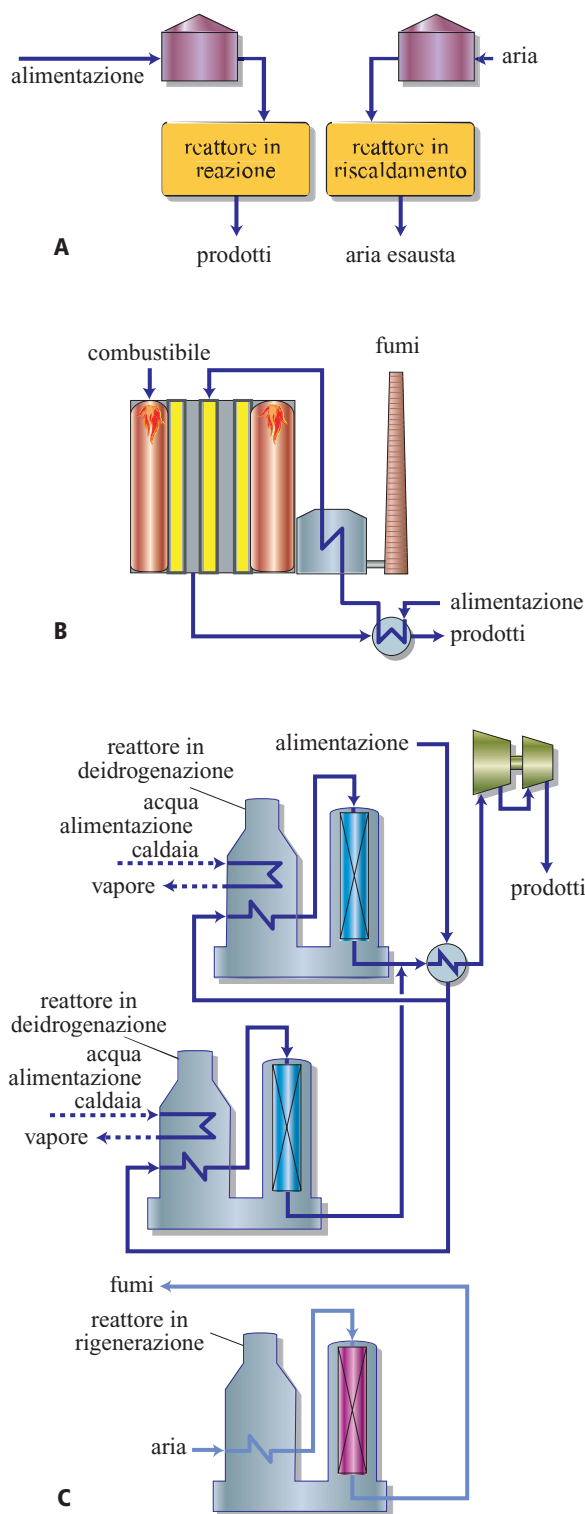 alimentazione
aria
reattore in
reazione
reattore in
riscaldamento
prodotti
aria esausta
A
combustibile
fumi
alimentazione
prodotti
B
reattore in
deidrogenazione
alimentazione
acqua
alimentazione
caldaia
vapore
prodotti
reattore in
deidrogenazione
acqua
alimentazione
caldaia
vapore
fumi
reattore in
rigenerazione
aria
C